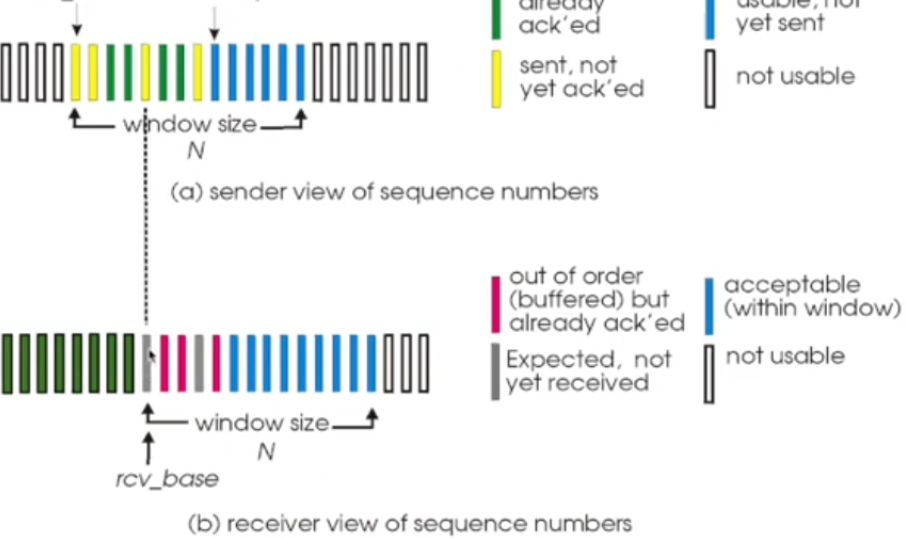 already
ack'ed
usable, not
yet sent
sent, not
yet ack'ed
not usable
window size
N
(a) sender view of sequence numbers
out of order
(buffered) but
already ack'ed
acceptable
(within window)
Expected, not
yet received
not usable
window size
N
rcv_base
(b) receiver view of sequence numbers